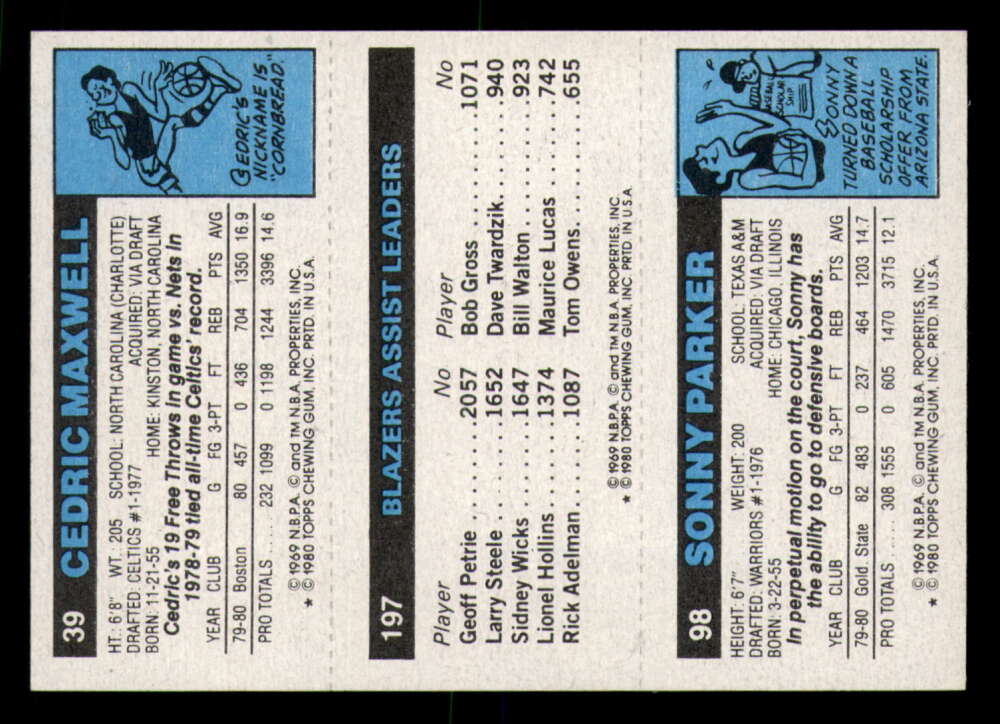 39 CEDRIC MAXWELL
HT.: 6'8" WT.: 205 SCHOOL: NORTH CAROLINA (CHARLOTTE)
DRAFTED: CELTICS #1-1977 ACQUIRED: VIA DRAFT
BORN: 11-21-55 HOME: KINSTON, NORTH CAROLINA
Cedric's 19 Free Throws in game vs. Nets in
1978-79 tied all-time Celtics' record.
YEAR CLUB G FG 3-PT FT REB PTS AVG
79-80 Boston 80 457 0 436 704 1350 16.9
PRO TOTALS .... 232 1099 0 1198 1244 3396 14.6
© 1969 N.B.P.A. © and TM N.B.A. PROPERTIES, INC.
★ © 1980 TOPPS CHEWING GUM, INC. PRTD. IN U.S.A.
CEDRIC'S
NICKNAME IS
"CORNBREAD."
197 BLAZERS ASSIST LEADERS
Player No Player No
Geoff Petrie ........ 2057 Bob Gross ........ 1071
Larry Steele ........ 1652 Dave Twardzik ..... 940
Sidney Wicks ....... 1647 Bill Walton ........ 923
Lionel Hollins ...... 1374 Maurice Lucas .... 742
Rick Adelman ...... 1087 Tom Owens ....... 655
© 1969 N.B.P.A. © and TM N.B.A. PROPERTIES, INC.
★ © 1980 TOPPS CHEWING GUM, INC. PRTD. IN U.S.A.
98 SONNY PARKER
HEIGHT: 6'7" WEIGHT: 200 SCHOOL: TEXAS A&M
DRAFTED: WARRIORS #1-1976 ACQUIRED: VIA DRAFT
BORN: 3-22-55 HOME: CHICAGO, ILLINOIS
In perpetual motion on the court, Sonny has
the ability to go to defensive boards.
YEAR CLUB G FG 3-PT FT REB PTS AVG
79-80 Gold. State 82 483 0 237 464 1203 14.7
PRO TOTALS .... 308 1555 0 605 1470 3715 12.1
© 1969 N.B.P.A. © and TM N.B.A. PROPERTIES, INC.
★ © 1980 TOPPS CHEWING GUM, INC. PRTD. IN U.S.A.
BASEBALL
SCHOLAR
SHIP
SONNY
TURNED DOWN A
BASEBALL
SCHOLARSHIP
OFFER FROM
ARIZONA STATE.